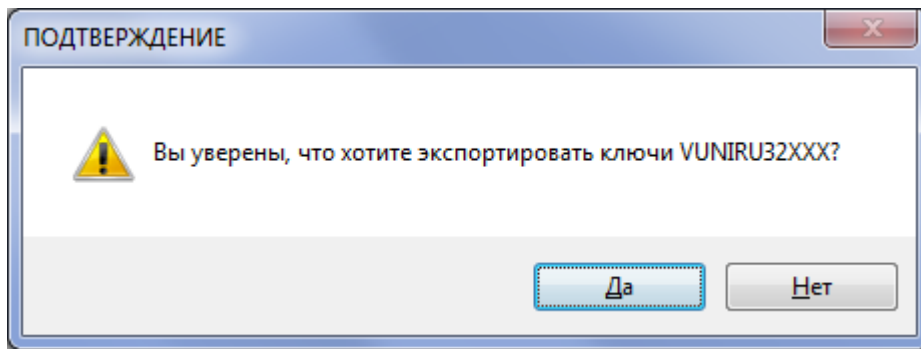 ПОДТВЕРЖДЕНИЕ
Вы уверены, что хотите экспортировать ключи VUNIRU32XXX?
Да
Нет